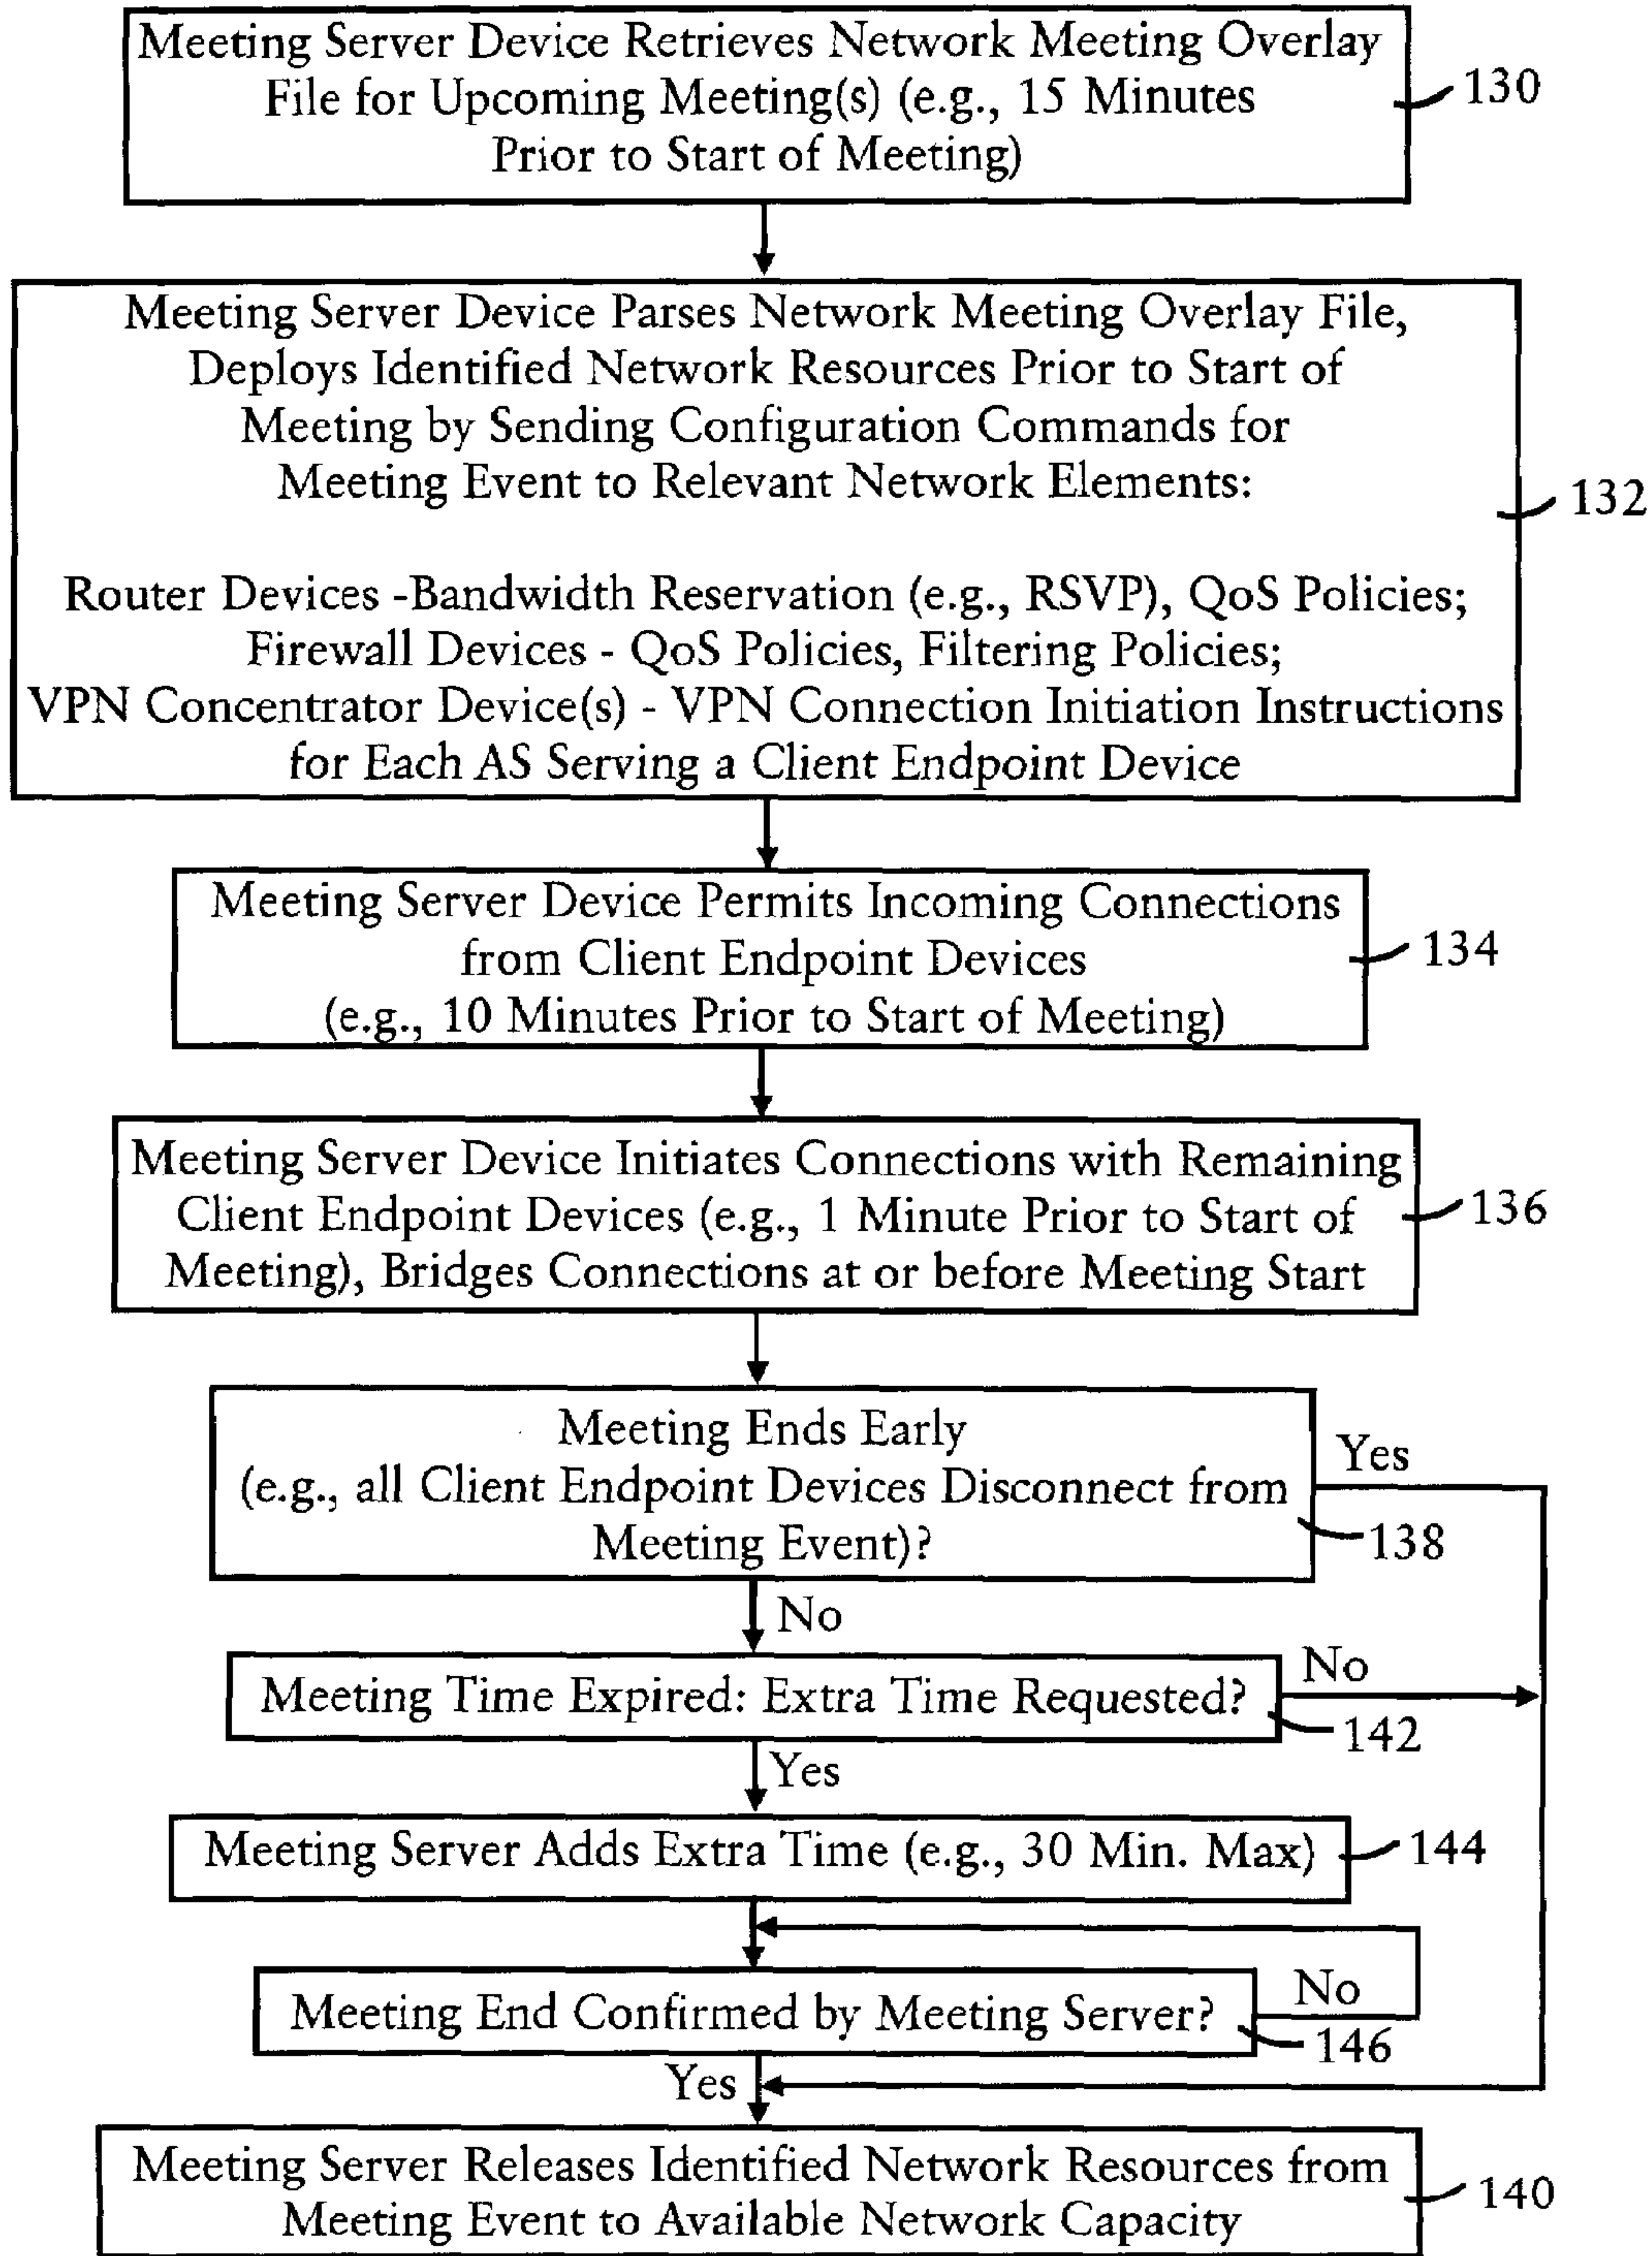 Meeting Server Device Retrieves Network Meeting Overlay
File for Upcoming Meeting(s) (e.g., 15 Minutes
Prior to Start of Meeting)
130
Meeting Server Device Parses Network Meeting Overlay File,
Deploys Identified Network Resources Prior to Start of
Meeting by Sending Configuration Commands for
Meeting Event to Relevant Network Elements:
132
Router Devices -Bandwidth Reservation (e.g., RSVP), QoS Policies;
Firewall Devices - QoS Policies, Filtering Policies;
VPN Concentrator Device(s) - VPN Connection Initiation Instructions
for Each AS Serving a Client Endpoint Device
Meeting Server Device Permits Incoming Connections
from Client Endpoint Devices
(e.g., 10 Minutes Prior to Start of Meeting)
134
Meeting Server Device Initiates Connections with Remaining
Client Endpoint Devices (e.g., 1 Minute Prior to Start of
Meeting), Bridges Connections at or before Meeting Start
136
Meeting Ends Early
(e.g., all Client Endpoint Devices Disconnect from
Meeting Event)?
Yes
138
No
Meeting Time Expired: Extra Time Requested?
No
142
Yes
Meeting Server Adds Extra Time (e.g., 30 Min. Max)
144
Meeting End Confirmed by Meeting Server?
No
146
Yes
Meeting Server Releases Identified Network Resources from
Meeting Event to Available Network Capacity
140